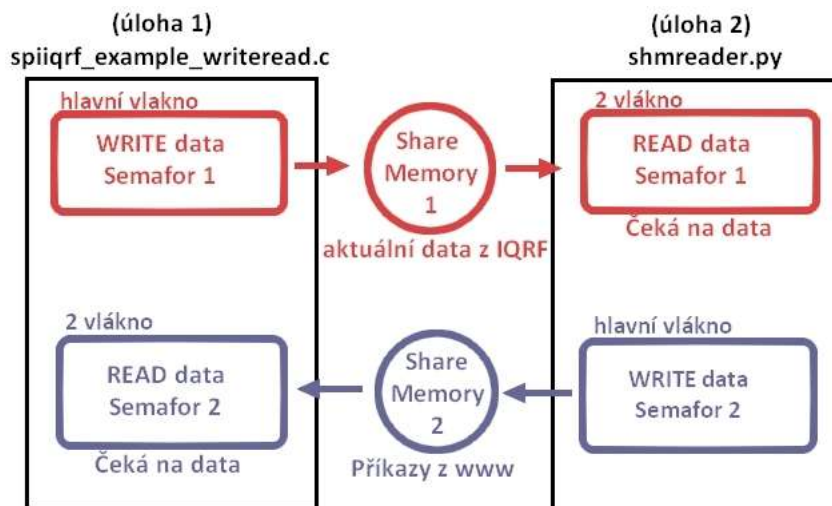 (úloha 1)
spiiqrf_example_writeread.c
(úloha 2)
shmreader.py
hlavní vlakno
WRITE data
Semafor 1
Share
Memory
1
aktuální data z IQRF
2 vlákno
READ data
Semafor 1
Čeká na data
2 vlákno
READ data
Semafor 2
Čeká na data
Share
Memory
2
Příkazy z www
hlavní vlákno
WRITE data
Semafor 2